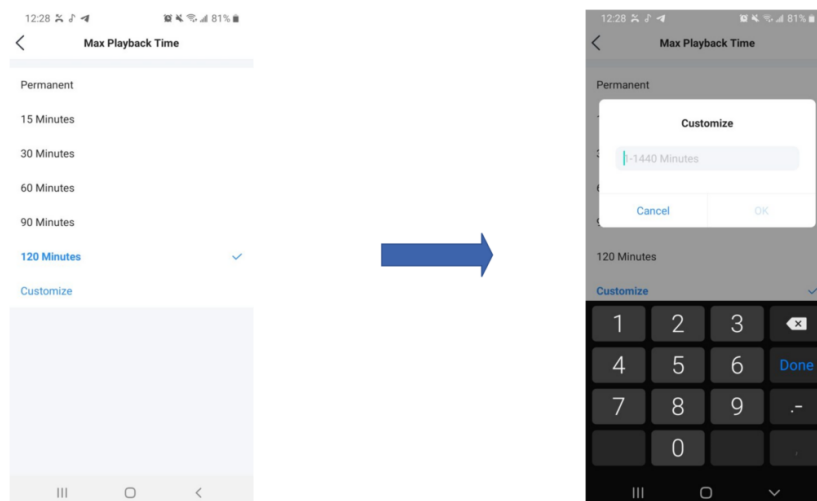 12:28 81%
Max Playback Time
Permanent
15 Minutes
30 Minutes
60 Minutes
90 Minutes
120 Minutes
Customize
12:28 81%
Max Playback Time
Permanent
Customize
1-1440 Minutes
Cancel OK
120 Minutes
Customize
1 2 3
4 5 6 Done
7 8 9 .-
0 ,